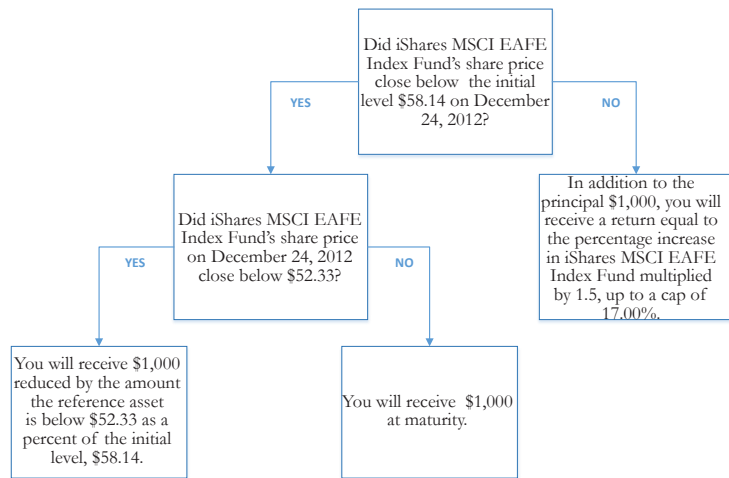 Did iShares MSCI EAFE
Index Fund's share price
close below the initial
level $58.14 on December
24, 2012?
YES
NO
Did iShares MSCI EAFE
Index Fund's share price
on December 24, 2012
close below $52.33?
In addition to the
principal $1,000, you will
receive a return equal to
the percentage increase
in iShares MSCI EAFE
Index Fund multiplied
by 1.5, up to a cap of
17.00%.
YES
NO
You will receive $1,000
reduced by the amount
the reference asset
is below $52.33 as a
percent of the initial
level, $58.14.
You will receive $1,000
at maturity.